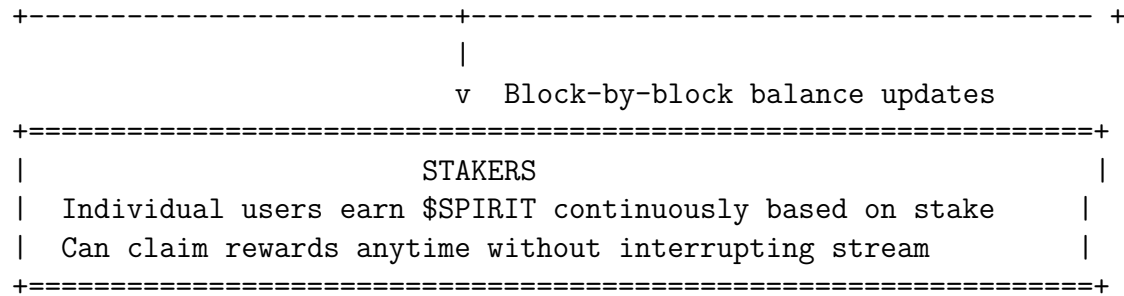 +--------------------------+-------------------------------------- +
|
v Block-by-block balance updates
+=================================================================+
| STAKERS |
| Individual users earn $SPIRIT continuously based on stake |
| Can claim rewards anytime without interrupting stream |
+=================================================================+